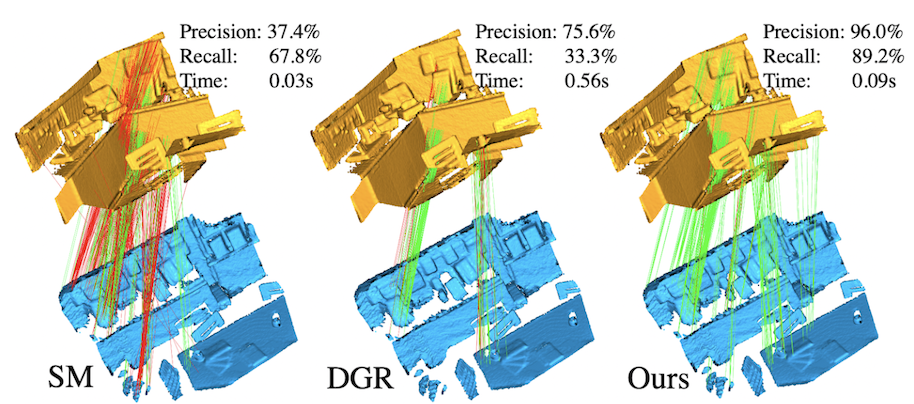 Precision: 37.4%
Recall: 67.8%
Time: 0.03s
Precision: 75.6%
Recall: 33.3%
Time: 0.56s
Precision: 96.0%
Recall: 89.2%
Time: 0.09s
SM
DGR
Ours